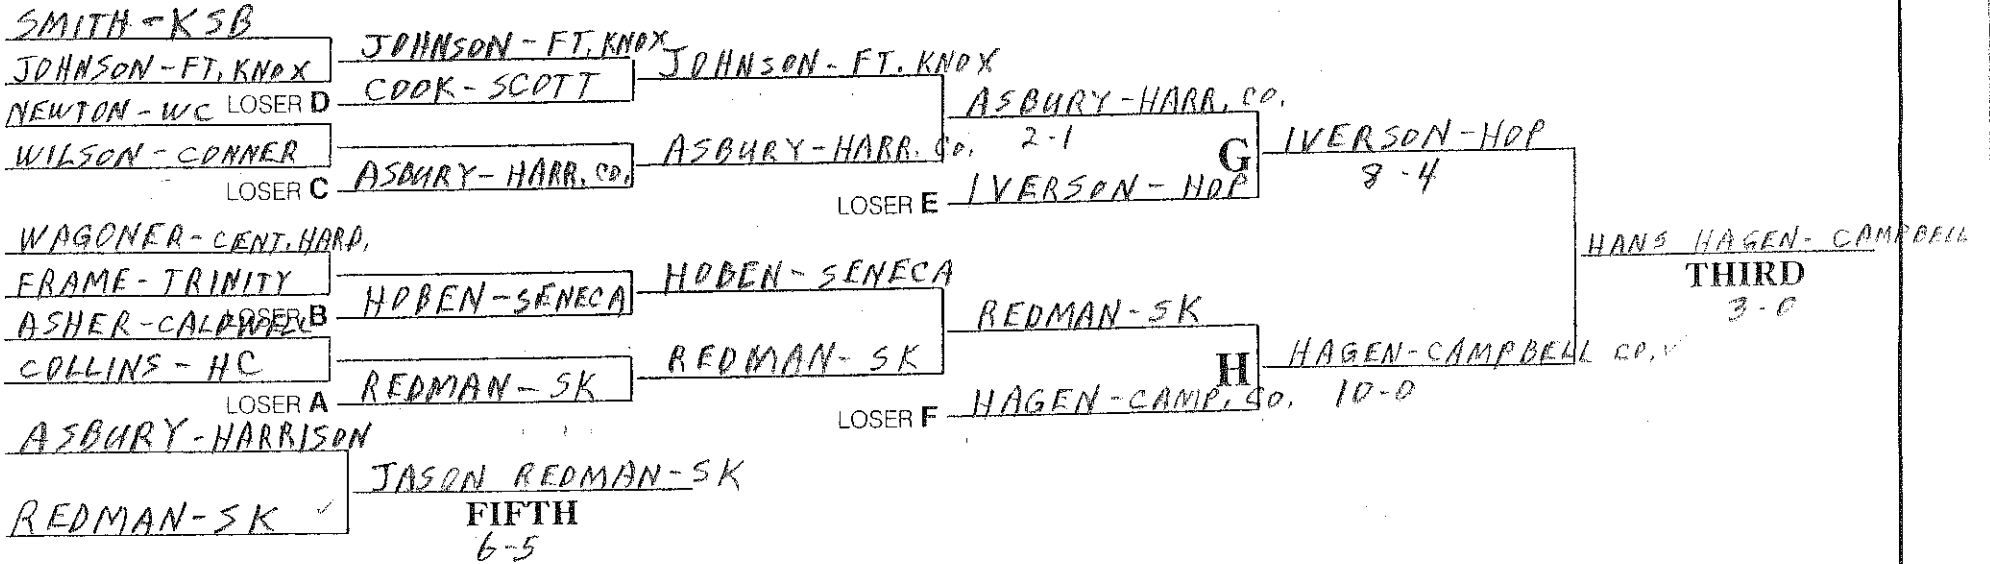 SMITH - KSB
JOHNSON - FT. KNOX
JOHNSON - FT. KNOX
JOHNSON - FT. KNOX
NEWTON - WC LOSER D COOK - SCOTT
ASBURY - HARR. CO.
2-1
WILSON - CONNER
ASBURY - HARR. CO.
G
IVERSON - HOP
8-4
LOSER C ASBURY - HARR. CO.
LOSER E IVERSON - HOP
WAGONER - CENT. HARD.
HANS HAGEN - CAMPBELL
THIRD
3-0
FRAME - TRINITY
HOBEN - SENECA
HOBEN - SENECA
LOSER B
ASHER - CALDWELL
REDMAN - SK
COLLINS - HC
REDMAN - SK
H
HAGEN - CAMPBELL CO.
10-0
LOSER A REDMAN - SK
LOSER F HAGEN - CAMP. CO.
ASBURY - HARRISON
JASON REDMAN - SK
REDMAN - SK
FIFTH
6-5